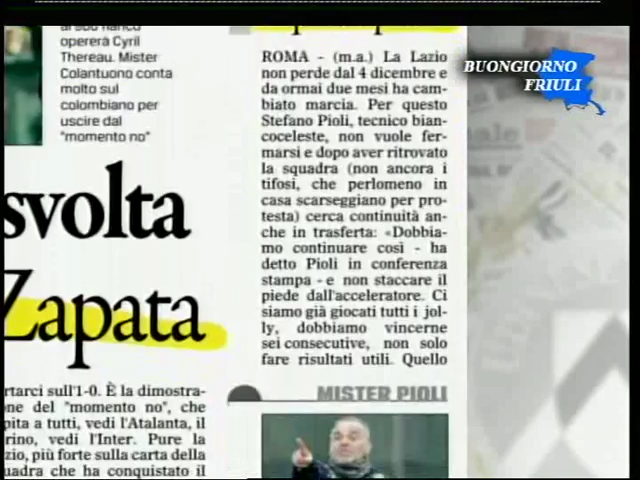 al suo fianco
opererà Cyril
Thereau. Mister
Colantuono conta
molto sul
colombiano per
uscire dal
"momento no"
svolta
Zapata
ertarci sull'1-0. È la dimostra-
one del "momento no", che
pita a tutti, vedi l'Atalanta, il
rino, vedi l'Inter. Pure la
zio, più forte sulla carta della
quadra che ha conquistato il
ROMA - (m.a.) La Lazio
non perde dal 4 dicembre e
da ormai due mesi ha cam-
biato marcia. Per questo
Stefano Pioli, tecnico bian-
coceleste, non vuole fer-
marsi e dopo aver ritrovato
la squadra (non ancora i
tifosi, che perlomeno in
casa scarseggiano per pro-
testa) cerca continuità an-
che in trasferta: «Dobbia-
mo continuare così - ha
detto Pioli in conferenza
stampa - e non staccare il
piede dall'acceleratore. Ci
siamo già giocati tutti i jol-
ly, dobbiamo vincerne
sei consecutive, non solo
fare risultati utili. Quello
MISTER PIOLI
BUONGIORNO
FRIULI